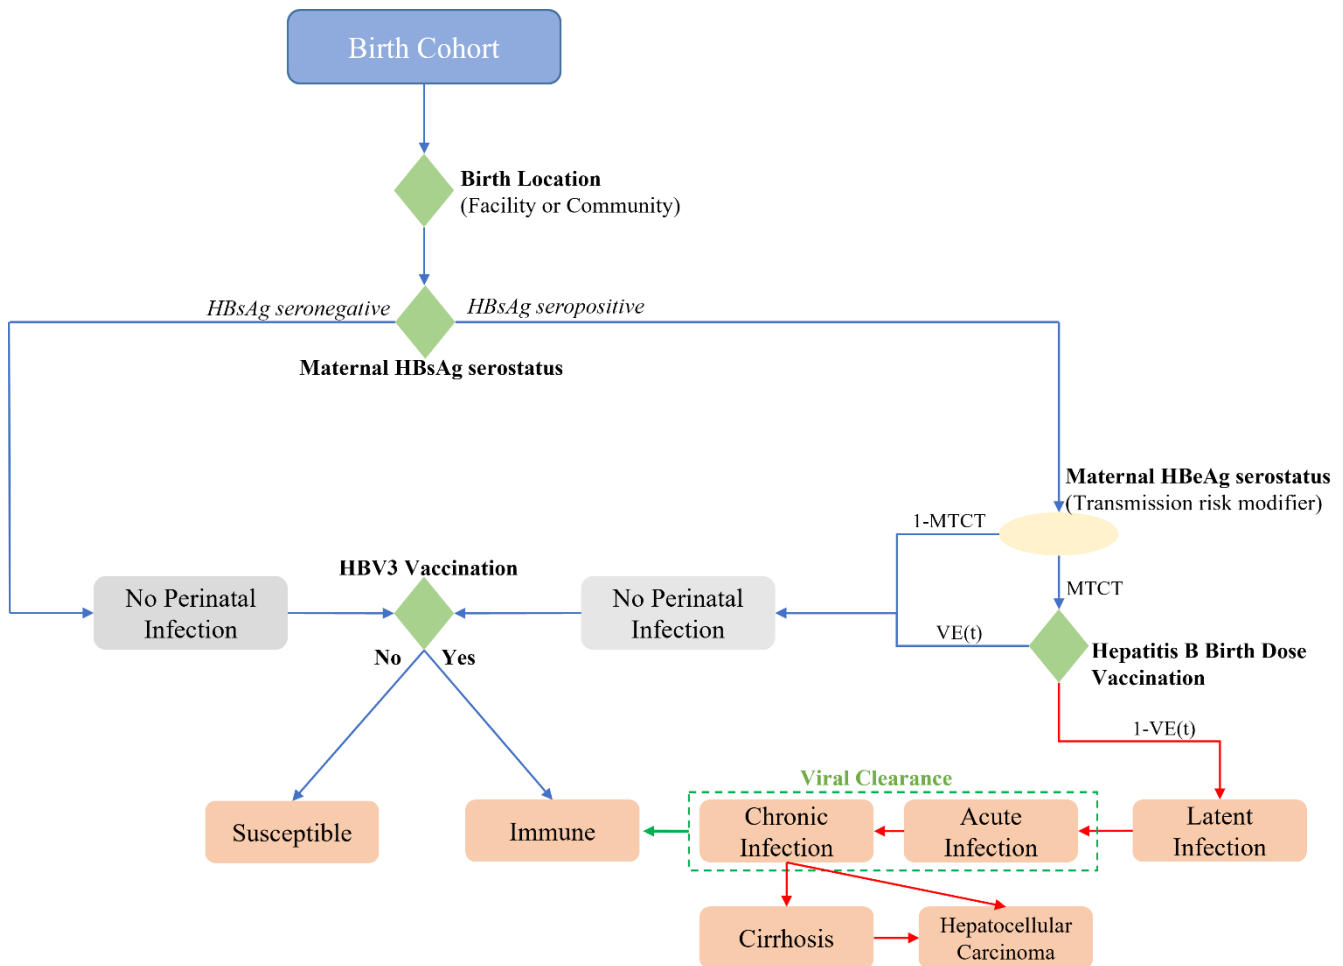 Birth Cohort
Birth Location
(Facility or Community)
HBsAg seronegative
HBsAg seropositive
Maternal HBsAg serostatus
Maternal HBeAg serostatus
(Transmission risk modifier)
1-MTCT
MTCT
HBV3 Vaccination
No Perinatal
Infection
No Perinatal
Infection
VE(t)
Hepatitis B Birth Dose
Vaccination
No
Yes
1-VE(t)
Viral Clearance
Susceptible
Immune
Chronic
Infection
Acute
Infection
Latent
Infection
Cirrhosis
Hepatocellular
Carcinoma